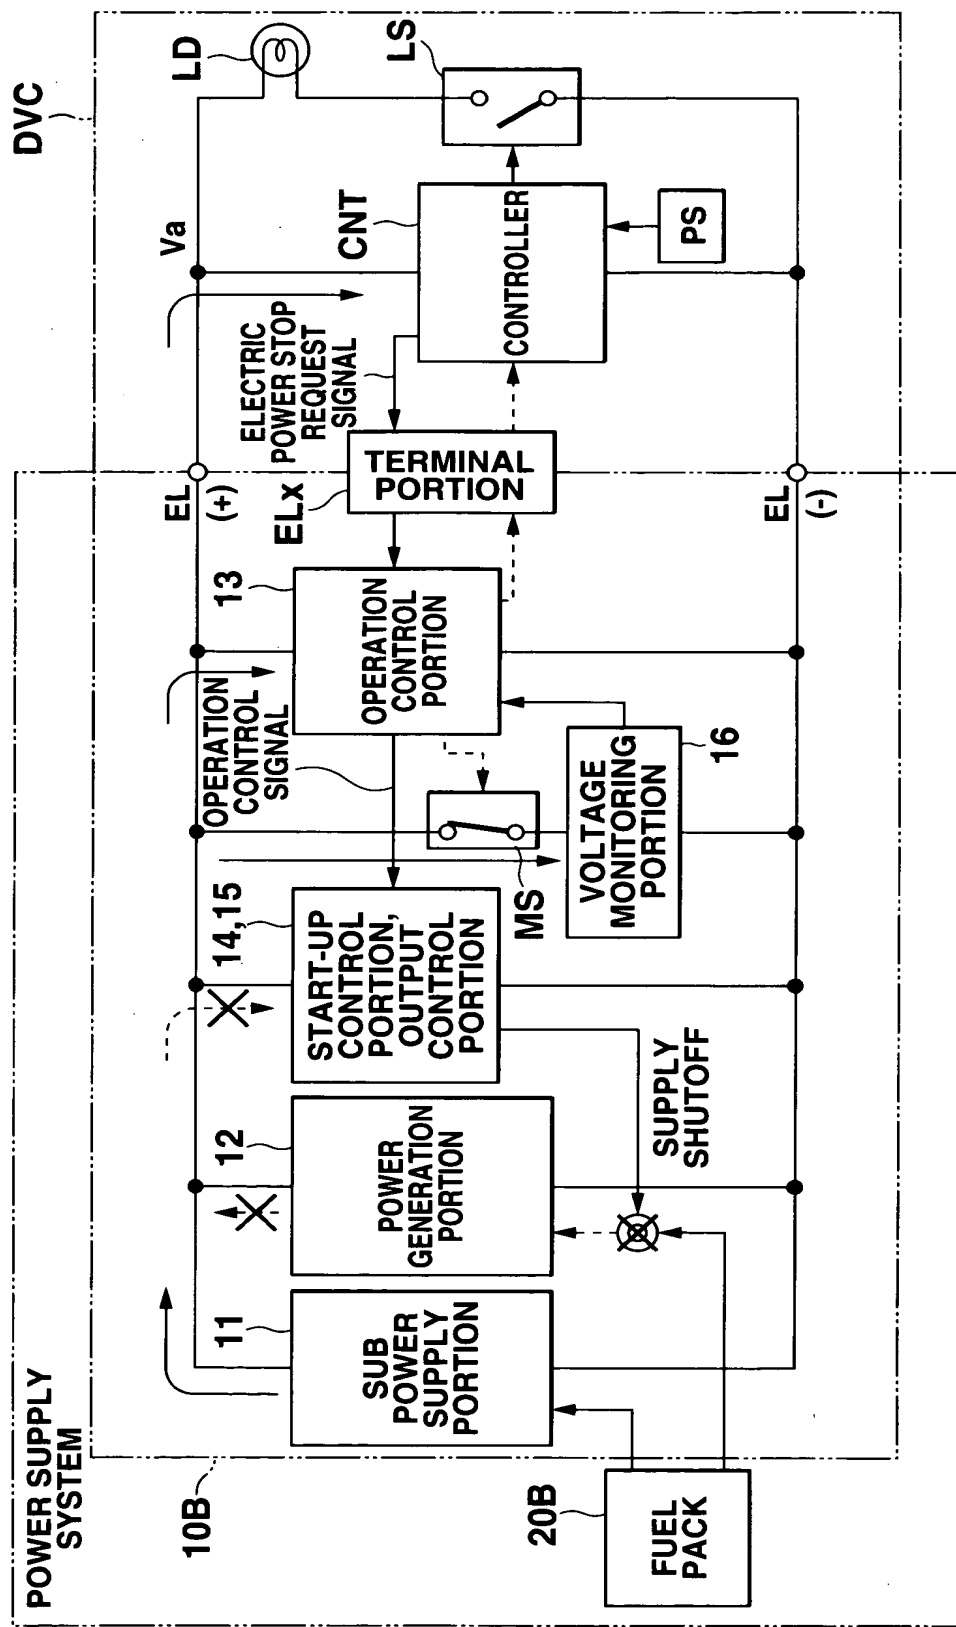 POWER SUPPLY
SYSTEM
DVC
10B
20B
FUEL
PACK
11
SUB
POWER
SUPPLY
PORTION
12
POWER
GENERATION
PORTION
SUPPLY
SHUTOFF
14,15
START-UP
CONTROL
PORTION,
OUTPUT
CONTROL
PORTION
OPERATION
CONTROL
SIGNAL
MS
VOLTAGE
MONITORING
PORTION
16
13
OPERATION
CONTROL
PORTION
EL
(+)
ELx
TERMINAL
PORTION
EL
(-)
ELECTRIC
POWER STOP
REQUEST
SIGNAL
Va
CNT
CONTROLLER
PS
LD
LS